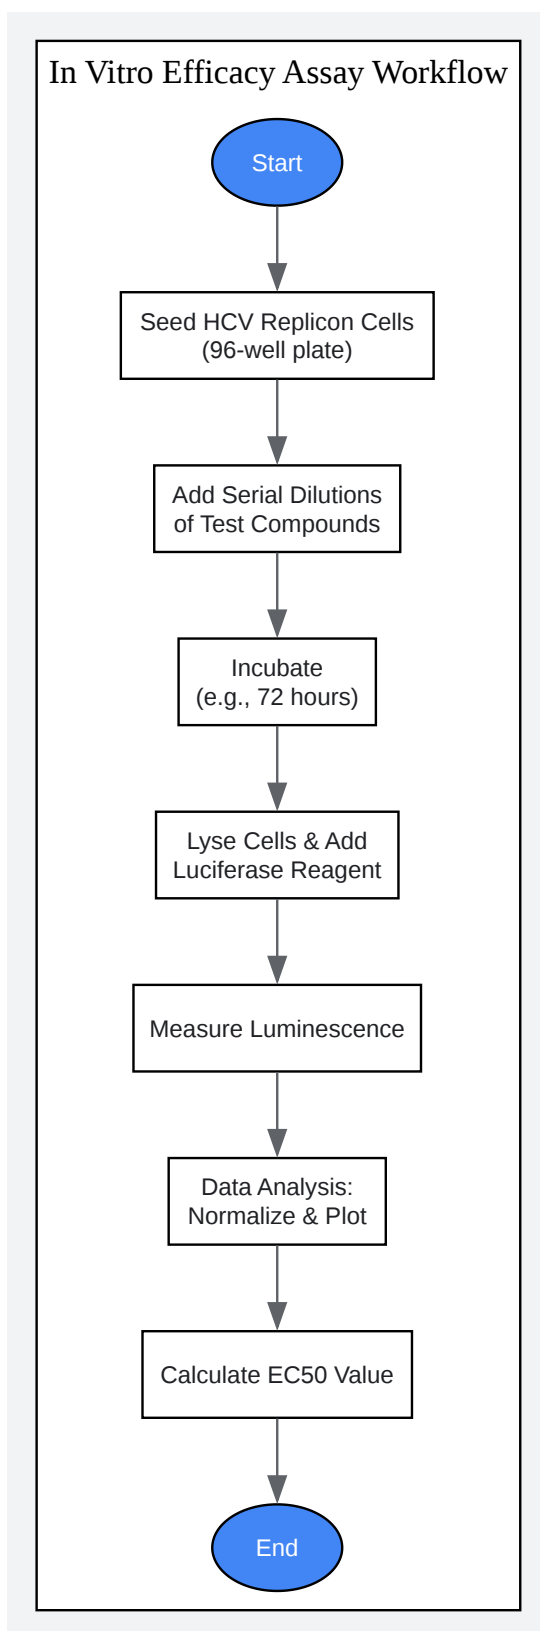 In Vitro Efficacy Assay Workflow
Start
Seed HCV Replicon Cells
(96-well plate)
Add Serial Dilutions
of Test Compounds
Incubate
(e.g., 72 hours)
Lyse Cells & Add
Luciferase Reagent
Measure Luminescence
Data Analysis:
Normalize & Plot
Calculate EC50 Value
End